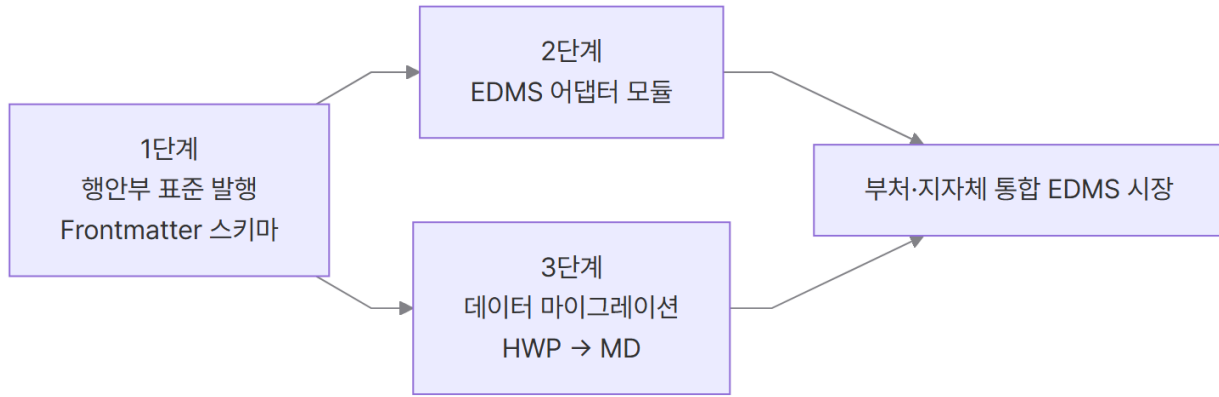 1단계
행안부 표준 발행
Frontmatter 스키마
2단계
EDMS 어댑터 모듈
3단계
데이터 마이그레이션
HWP → MD
부처·지자체 통합 EDMS 시장